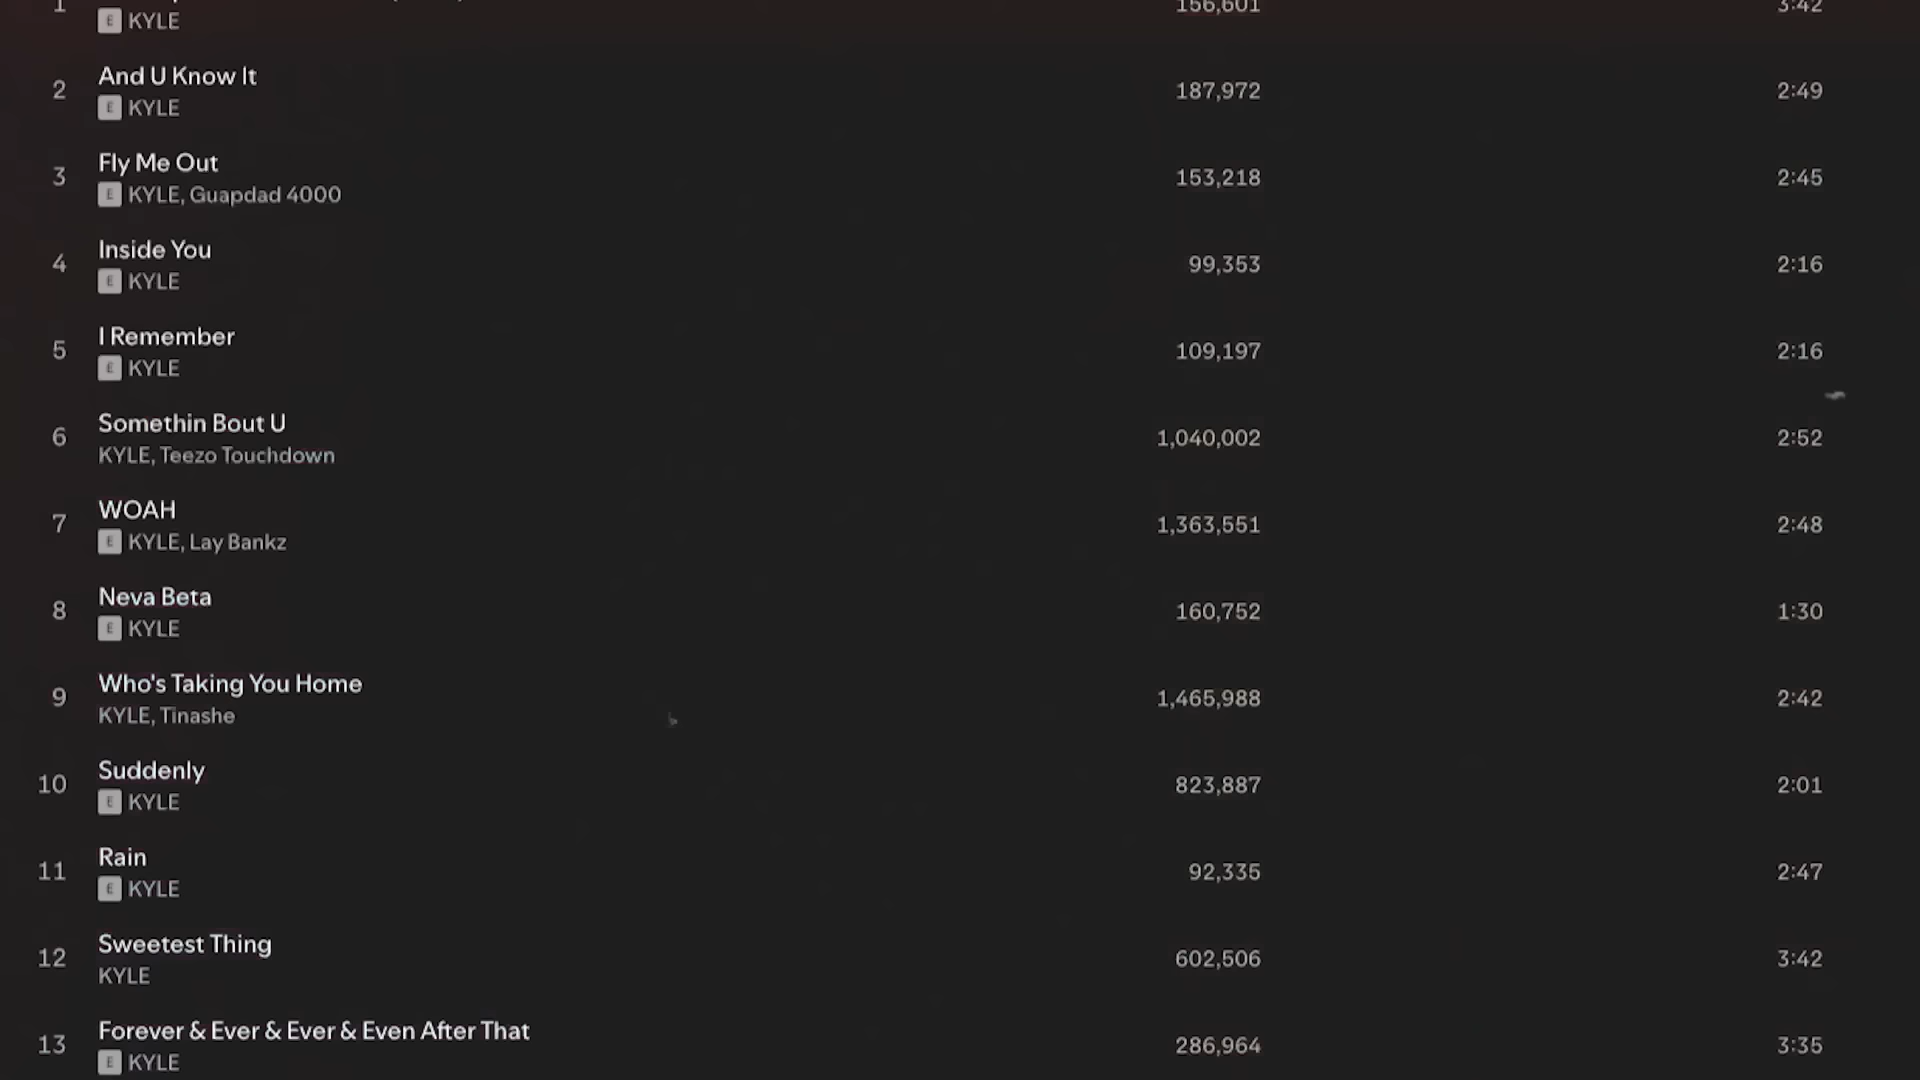 1 156,601 3:42
E KYLE
And U Know It
2 187,972 2:49
E KYLE
Fly Me Out
3 153,218 2:45
E KYLE, Guapdad 4000
Inside You
4 99,353 2:16
E KYLE
I Remember
5 109,197 2:16
E KYLE
Somethin Bout U
6 1,040,002 2:52
KYLE, Teezo Touchdown
WOAH
7 1,363,551 2:48
E KYLE, Lay Bankz
Neva Beta
8 160,752 1:30
E KYLE
Who's Taking You Home
9 1,465,988 2:42
KYLE, Tinashe
Suddenly
10 823,887 2:01
E KYLE
Rain
11 92,335 2:47
E KYLE
Sweetest Thing
12 602,506 3:42
KYLE
Forever & Ever & Ever & Even After That
13 286,964 3:35
E KYLE